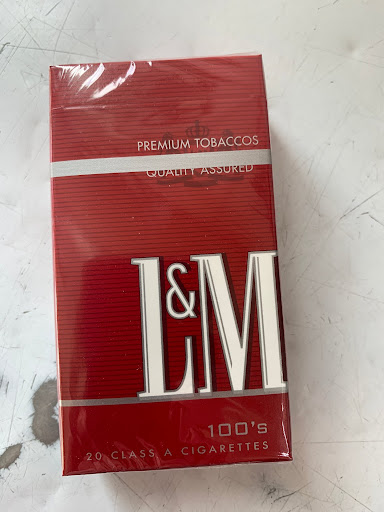 PREMIUM TOBACCOS
QUALITY ASSURED
L&M
100's
20 CLASS A CIGARETTES